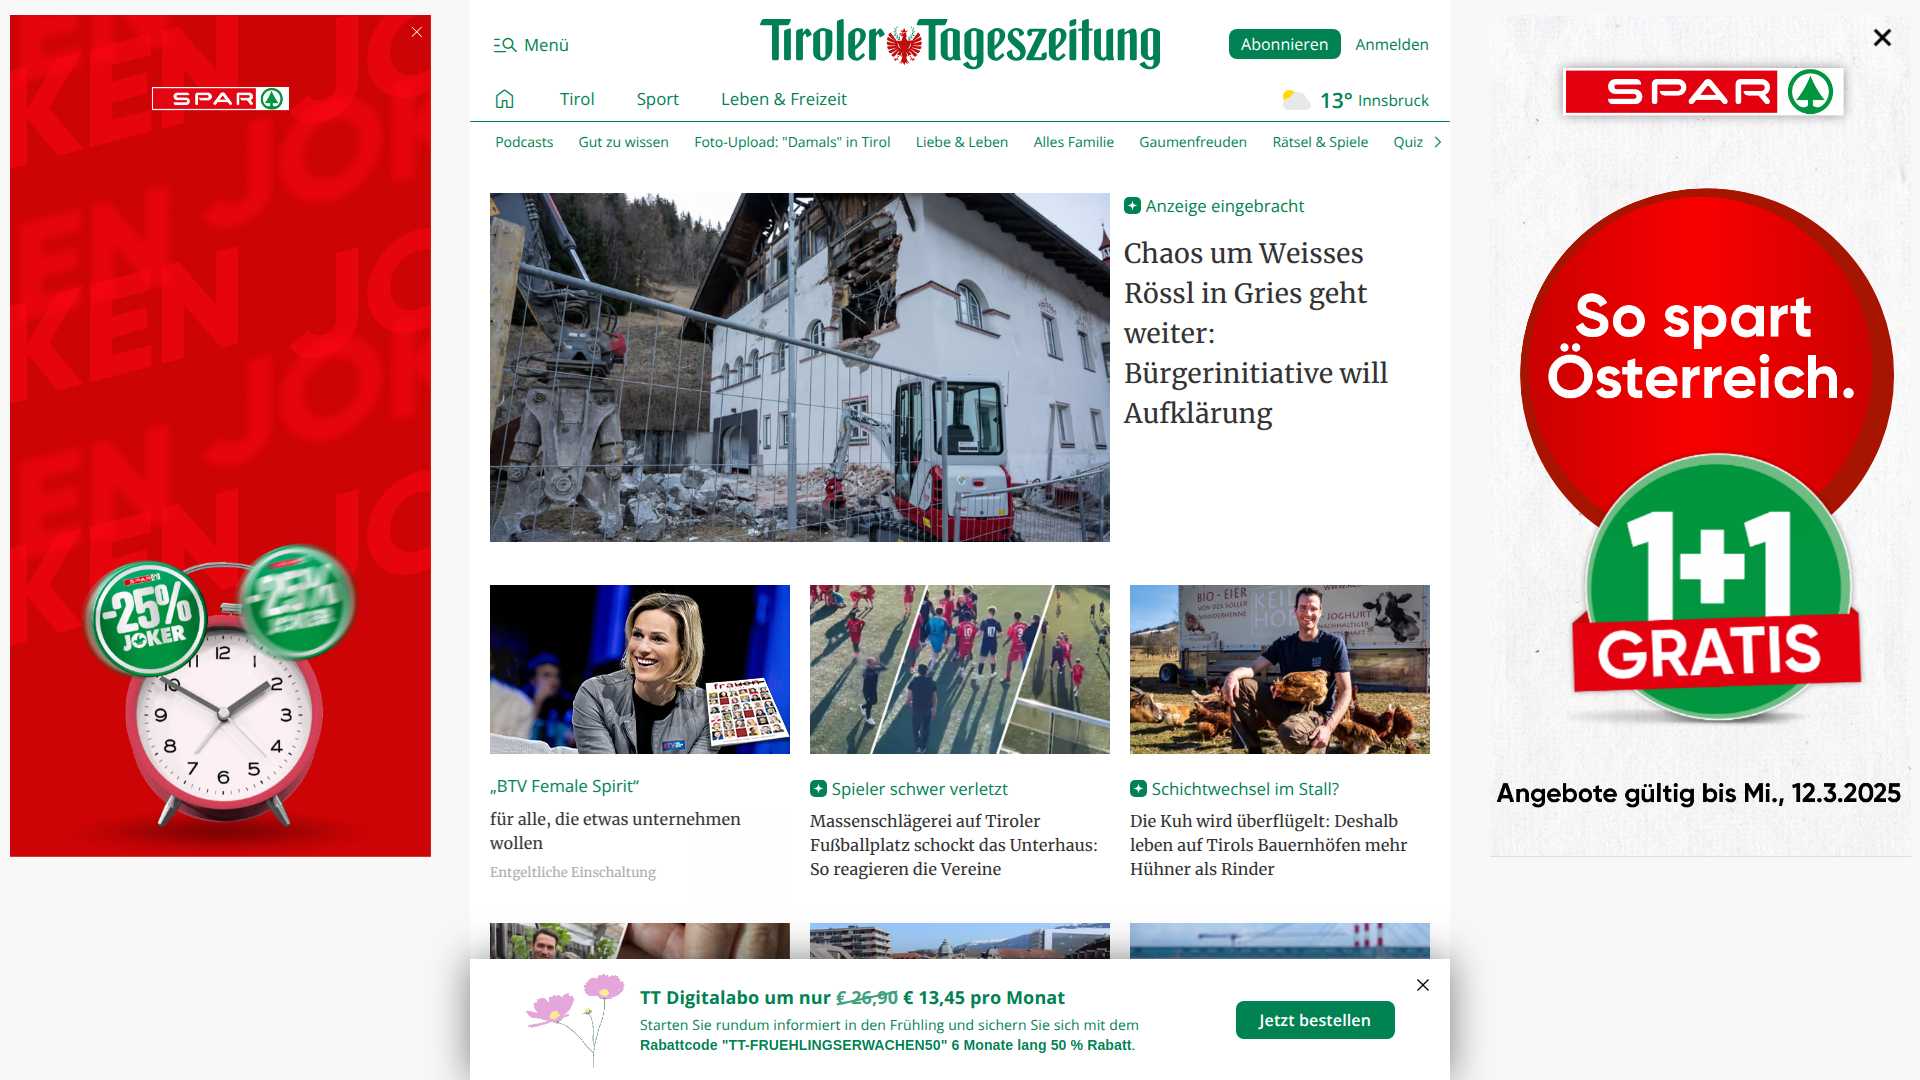 SPAR
-25%
JOKER
12
1
2
3
4
5
6
7
8
9
10
11
Menü
Tiroler Tageszeitung
Abonnieren
Anmelden
Tirol
Sport
Leben & Freizeit
13° Innsbruck
Podcasts
Gut zu wissen
Foto-Upload: "Damals" in Tirol
Liebe & Leben
Alles Familie
Gaumenfreuden
Rätsel & Spiele
Quiz
Anzeige eingebracht
Chaos um Weisses
Rössl in Gries geht
weiter:
Bürgerinitiative will
Aufklärung
frauen
„BTV Female Spirit“
für alle, die etwas unternehmen
wollen
Entgeltliche Einschaltung
Spieler schwer verletzt
Massenschlägerei auf Tiroler
Fußballplatz schockt das Unterhaus:
So reagieren die Vereine
BIO - EIER
JOGHURT
Schichtwechsel im Stall?
Die Kuh wird überflügelt: Deshalb
leben auf Tirols Bauernhöfen mehr
Hühner als Rinder
TT Digitalabo um nur € 26,90 € 13,45 pro Monat
Starten Sie rundum informiert in den Frühling und sichern Sie sich mit dem
Rabattcode "TT-FRUEHLINGSERWACHEN50" 6 Monate lang 50 % Rabatt.
Jetzt bestellen
SPAR
So spart
Österreich.
1+1
GRATIS
Angebote gültig bis Mi., 12.3.2025